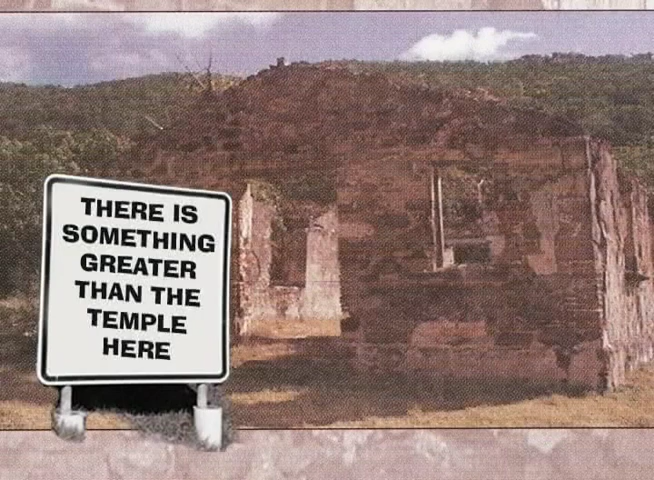 THERE IS
SOMETHING
GREATER
THAN THE
TEMPLE
HERE